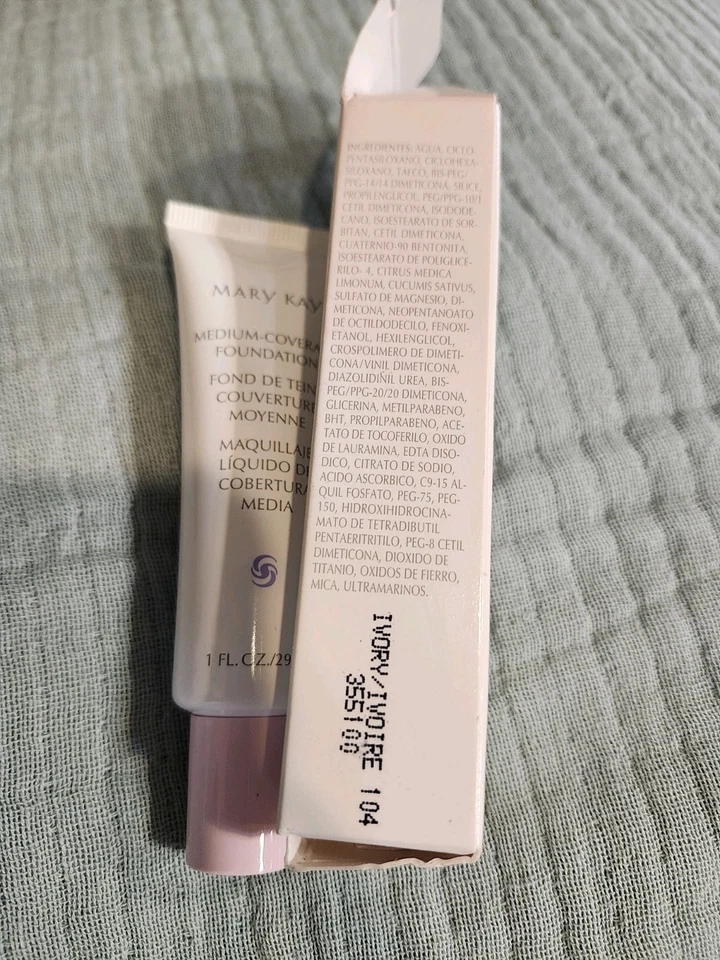 MARY KAY
MEDIUM-COVERA
FOUNDATION
FOND DE TEIN
COUVERTURE
MOYENNE
MAQUILLAJE
LÍQUIDO DE
COBERTURA
MEDIA
1 FL. OZ./29
INGREDIENTES: AGUA, CICLO-
PENTASILOXANO, CICLOHEXA-
SILOXANO, TALCO, BIS-PEG/
PPG-14/14 DIMETICONA, SILICE,
PROPILENGLICOL, PEG/PPG-10/1
CETIL DIMETICONA, ISODODE-
CANO, ISOESTEARATO DE SOR-
BITAN, CETIL DIMETICONA,
CUATERNIO-90 BENTONITA,
ISOESTEARATO DE POLIGLICE-
RILO- 4, CITRUS MEDICA
LIMONUM, CUCUMIS SATIVUS,
SULFATO DE MAGNESIO, DI-
METICONA, NEOPENTANOATO
DE OCTILDODECILO, FENOXI-
ETANOL, HEXILENGLICOL,
CROSPOLIMERO DE DIMETI-
CONA/VINIL DIMETICONA,
DIAZOLIDIÑIL UREA, BIS-
PEG/PPG-20/20 DIMETICONA,
GLICERINA, METILPARABENO,
BHT, PROPILPARABENO, ACE-
TATO DE TOCOFERILO, OXIDO
DE LAURAMINA, EDTA DISO-
DICO, CITRATO DE SODIO,
ACIDO ASCORBICO, C9-15 AL-
QUIL FOSFATO, PEG-75, PEG-
150, HIDROXIHIDROCINA-
MATO DE TETRADIBUTIL
PENTAERITRITILO, PEG-8 CETIL
DIMETICONA, DIOXIDO DE
TITANIO, OXIDOS DE FIERRO,
MICA, ULTRAMARINOS.
IVORY/IVOIRE 104
355100